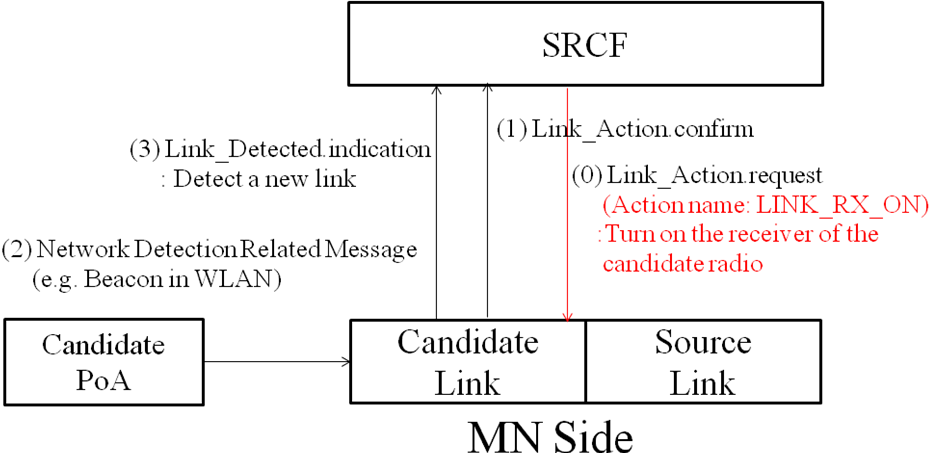 SRCF
(1) Link_Action.confirm
(3) Link_Detected.indication
: Detect a new link
(0) Link_Action.request
(Action name: LINK_RX_ON)
:Turn on the receiver of the
candidate radio
(2) Network Detection Related Message
(e.g. Beacon in WLAN)
Candidate
PoA
Candidate
Link
Source
Link
MN Side